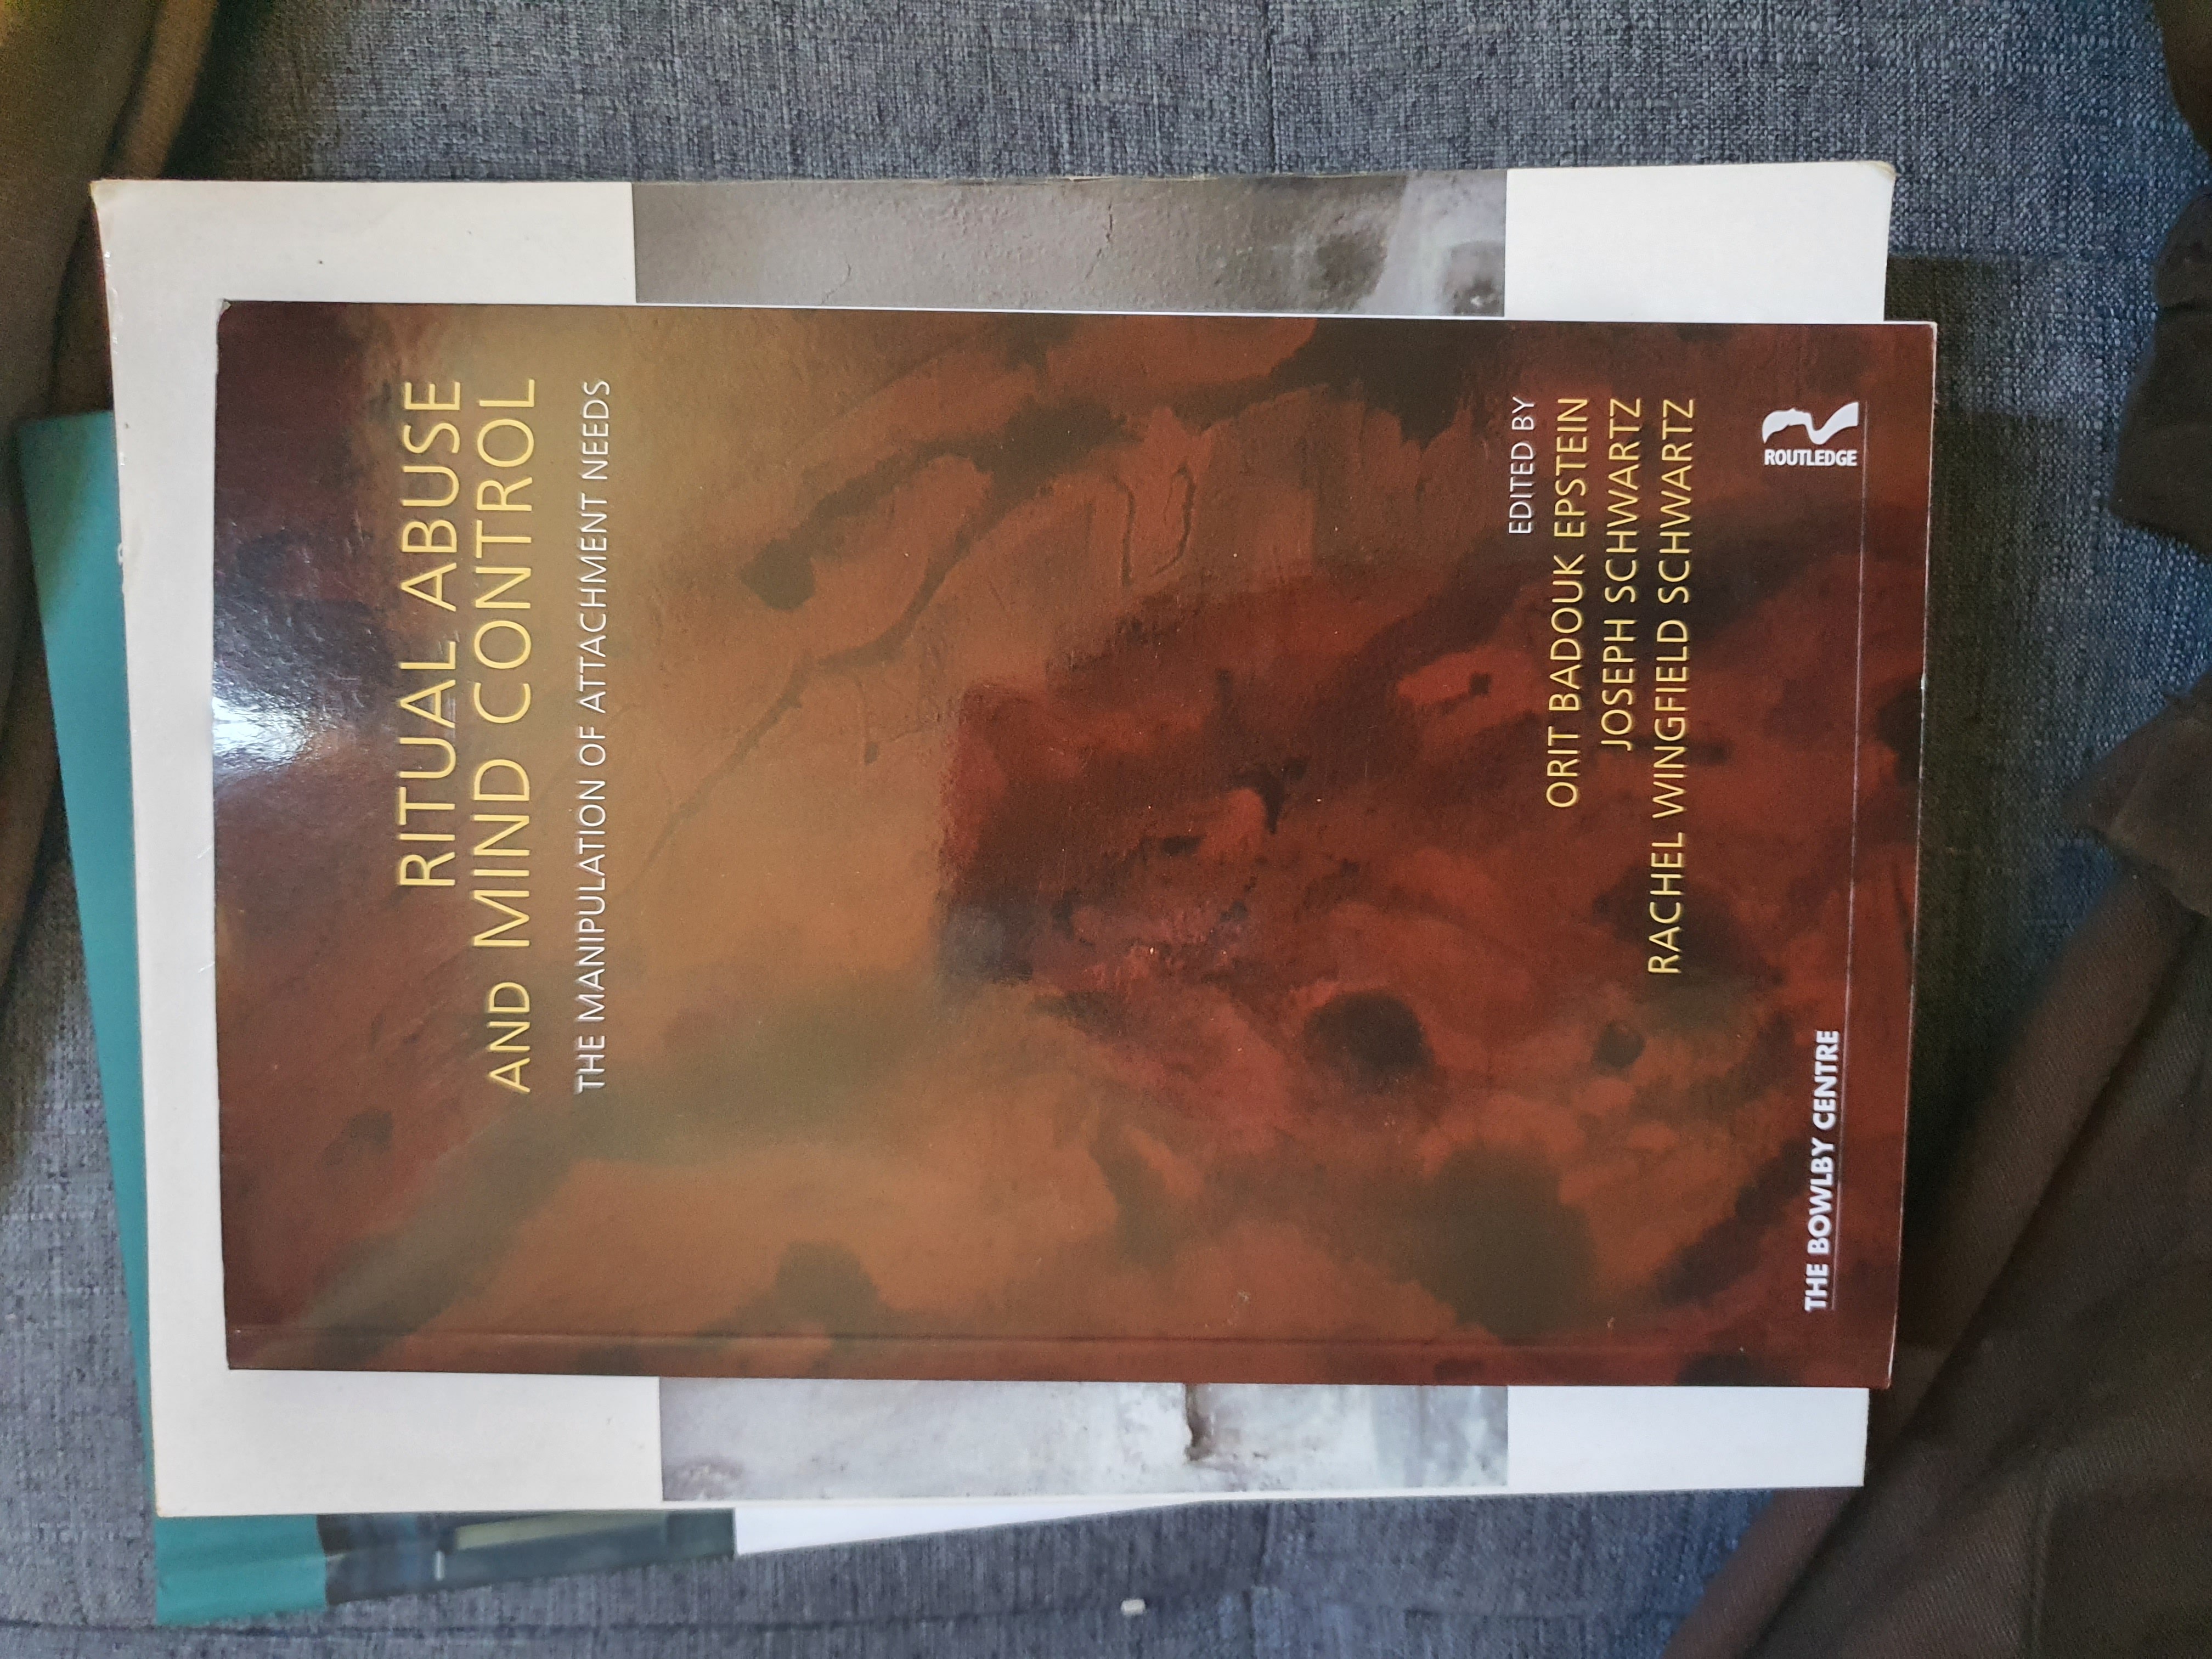 RITUAL ABUSE
AND MIND CONTROL
THE MANIPULATION OF ATTACHMENT NEEDS
EDITED BY
ORIT BADOUK EPSTEIN
JOSEPH SCHWARTZ
RACHEL WINGFIELD SCHWARTZ
THE BOWLBY CENTRE
ROUTLEDGE